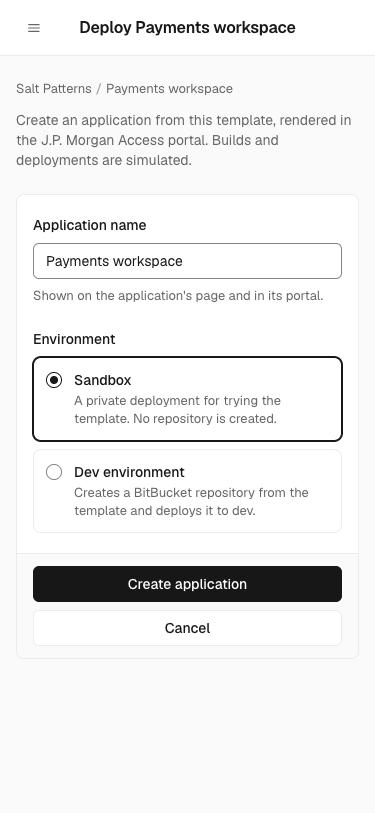 Deploy Payments workspace
Salt Patterns / Payments workspace
Create an application from this template, rendered in
the J.P. Morgan Access portal. Builds and
deployments are simulated.
Application name
Payments workspace
Shown on the application's page and in its portal.
Environment
Sandbox
A private deployment for trying the
template. No repository is created.
Dev environment
Creates a BitBucket repository from the
template and deploys it to dev.
Create application
Cancel